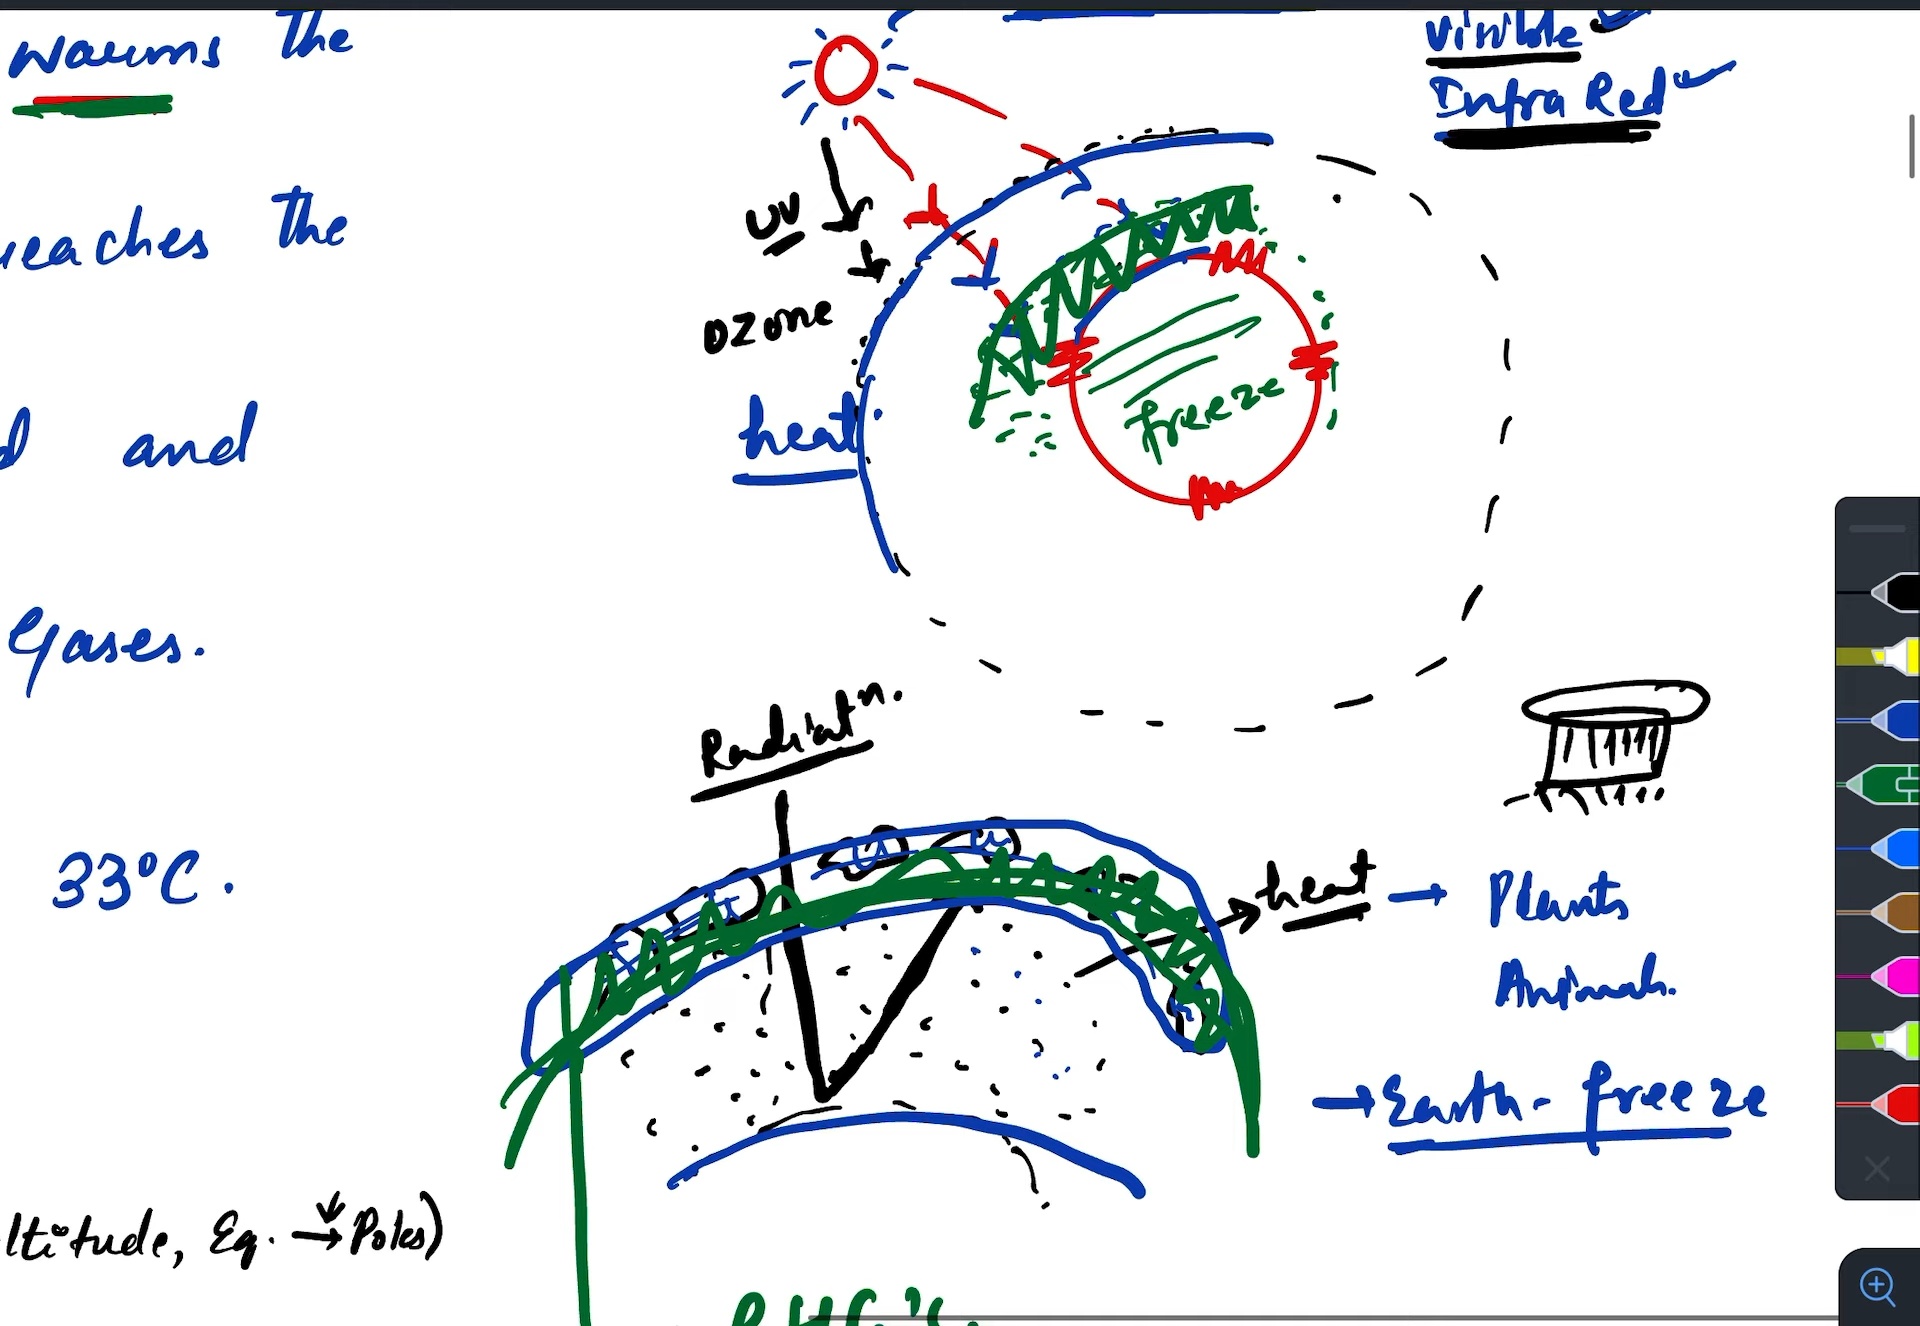 warms the
reaches the
d and
Gases.
33°C.
ltitude, Eq. → Poles)
Visible
Infra Red
UV
Ozone
heat
freeze
Radiatⁿ.
heat → Plants
Animals.
→ Earth - freeze
GHG's